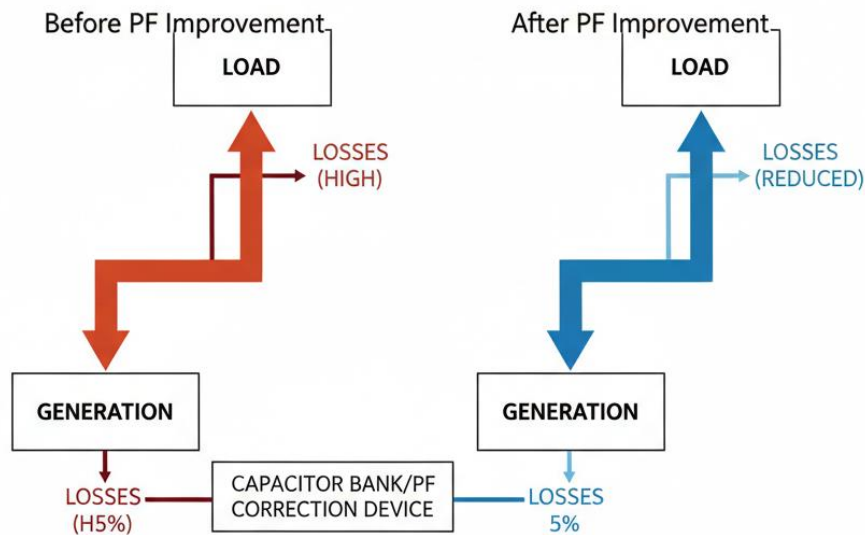 Before PF Improvement
LOAD
LOSSES
(HIGH)
GENERATION
LOSSES
(H5%)
CAPACITOR BANK/PF
CORRECTION DEVICE
After PF Improvement
LOAD
LOSSES
(REDUCED)
GENERATION
LOSSES
5%